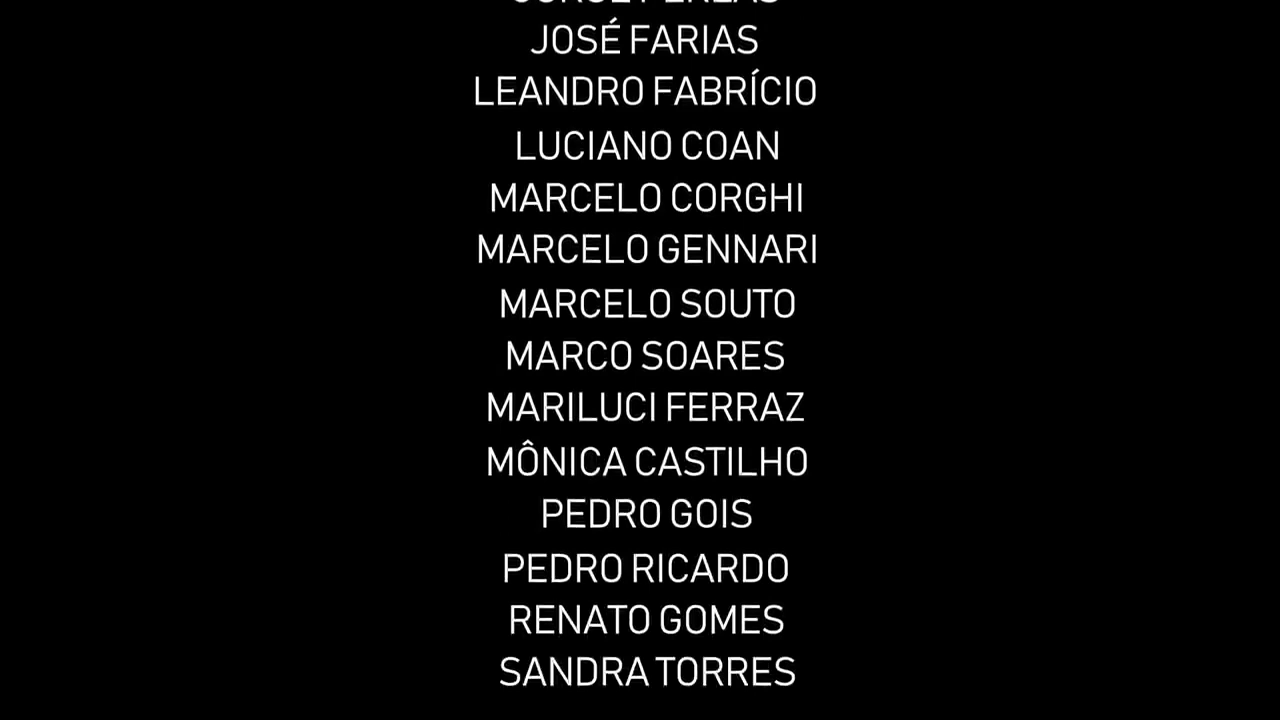 JOSÉ FARIAS
LEANDRO FABRÍCIO
LUCIANO COAN
MARCELO CORGHI
MARCELO GENNARI
MARCELO SOUTO
MARCO SOARES
MARILUCI FERRAZ
MÔNICA CASTILHO
PEDRO GOIS
PEDRO RICARDO
RENATO GOMES
SANDRA TORRES